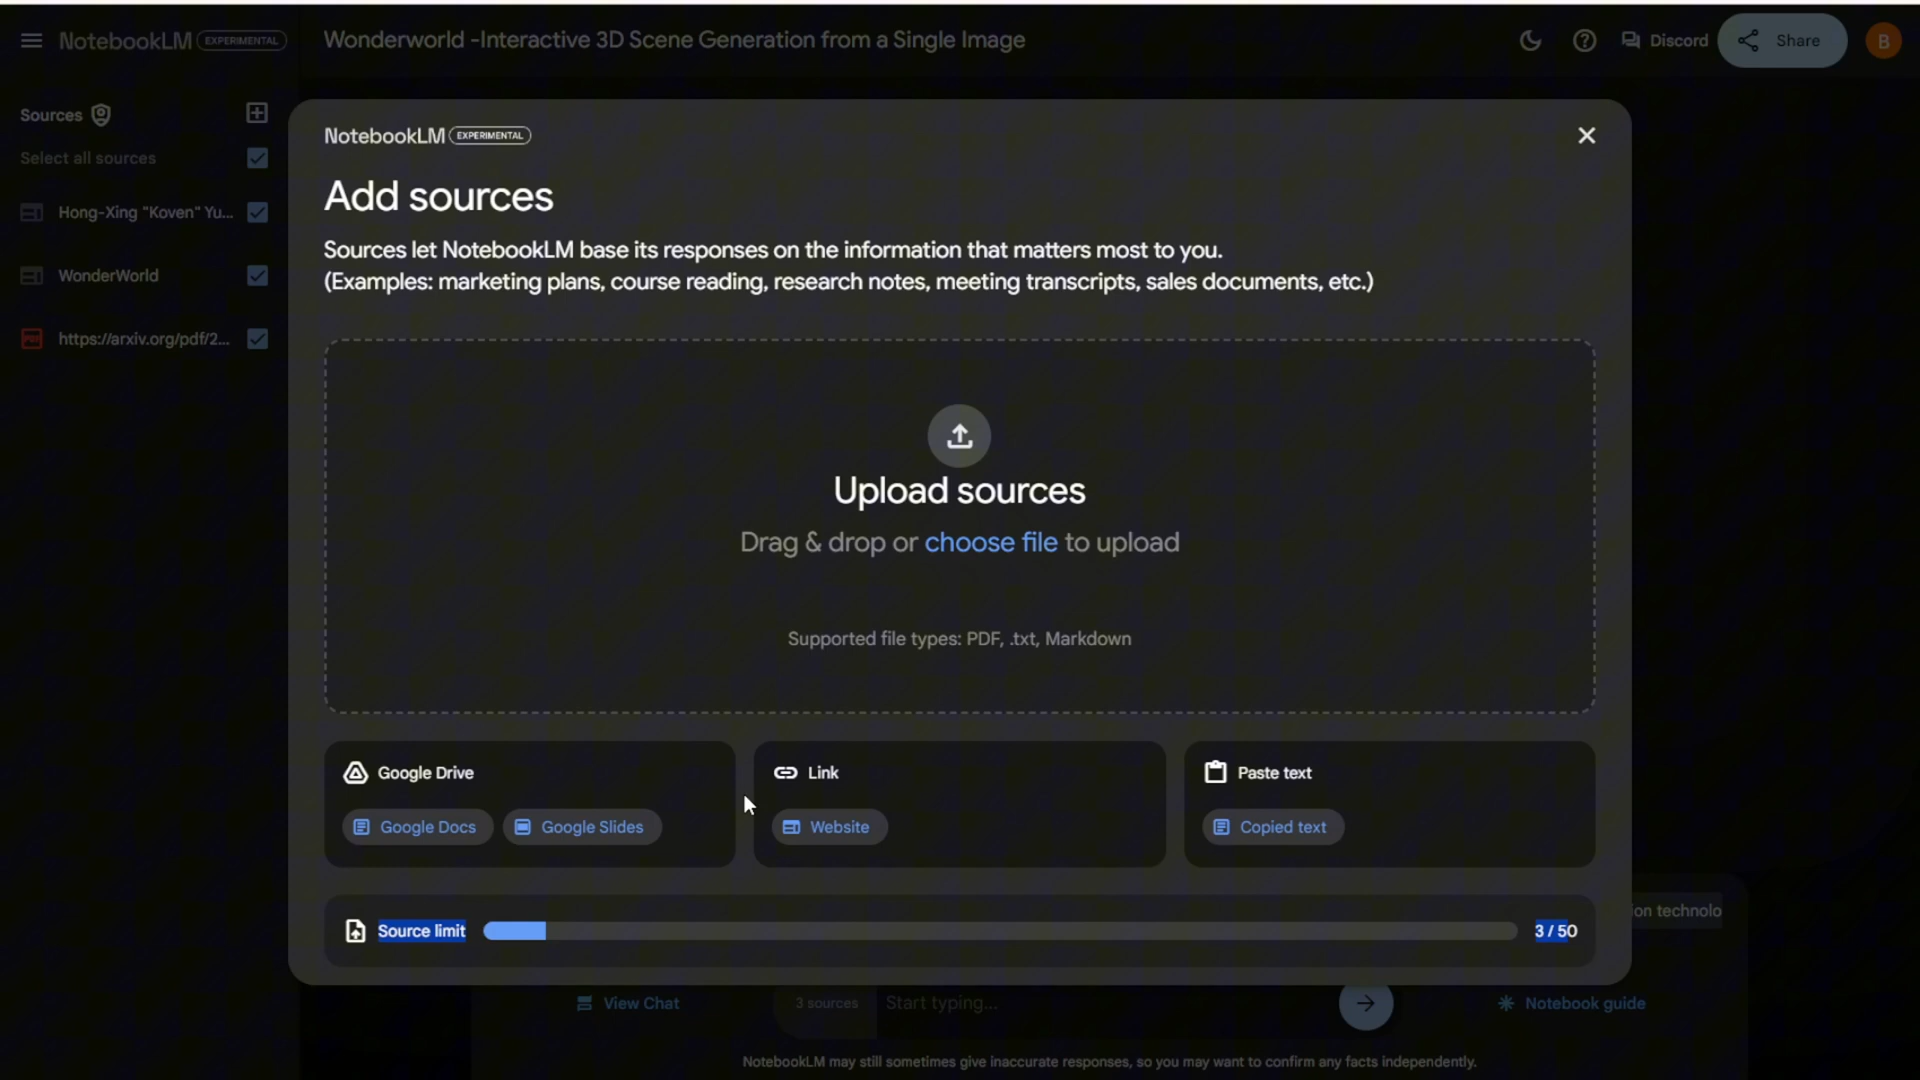 NotebookLM EXPERIMENTAL
Wonderworld -Interactive 3D Scene Generation from a Single Image
Discord
Share
B
Sources
Select all sources
Hong-Xing "Koven" Yu...
WonderWorld
PDF
https://arxiv.org/pdf/2...
NotebookLM EXPERIMENTAL
Add sources
Sources let NotebookLM base its responses on the information that matters most to you.
(Examples: marketing plans, course reading, research notes, meeting transcripts, sales documents, etc.)
Upload sources
Drag & drop or choose file to upload
Supported file types: PDF, .txt, Markdown
Google Drive
Google Docs
Google Slides
Link
Website
Paste text
Copied text
Source limit
3 / 50
ion technolo
View Chat
3 sources
Start typing...
Notebook guide
NotebookLM may still sometimes give inaccurate responses, so you may want to confirm any facts independently.